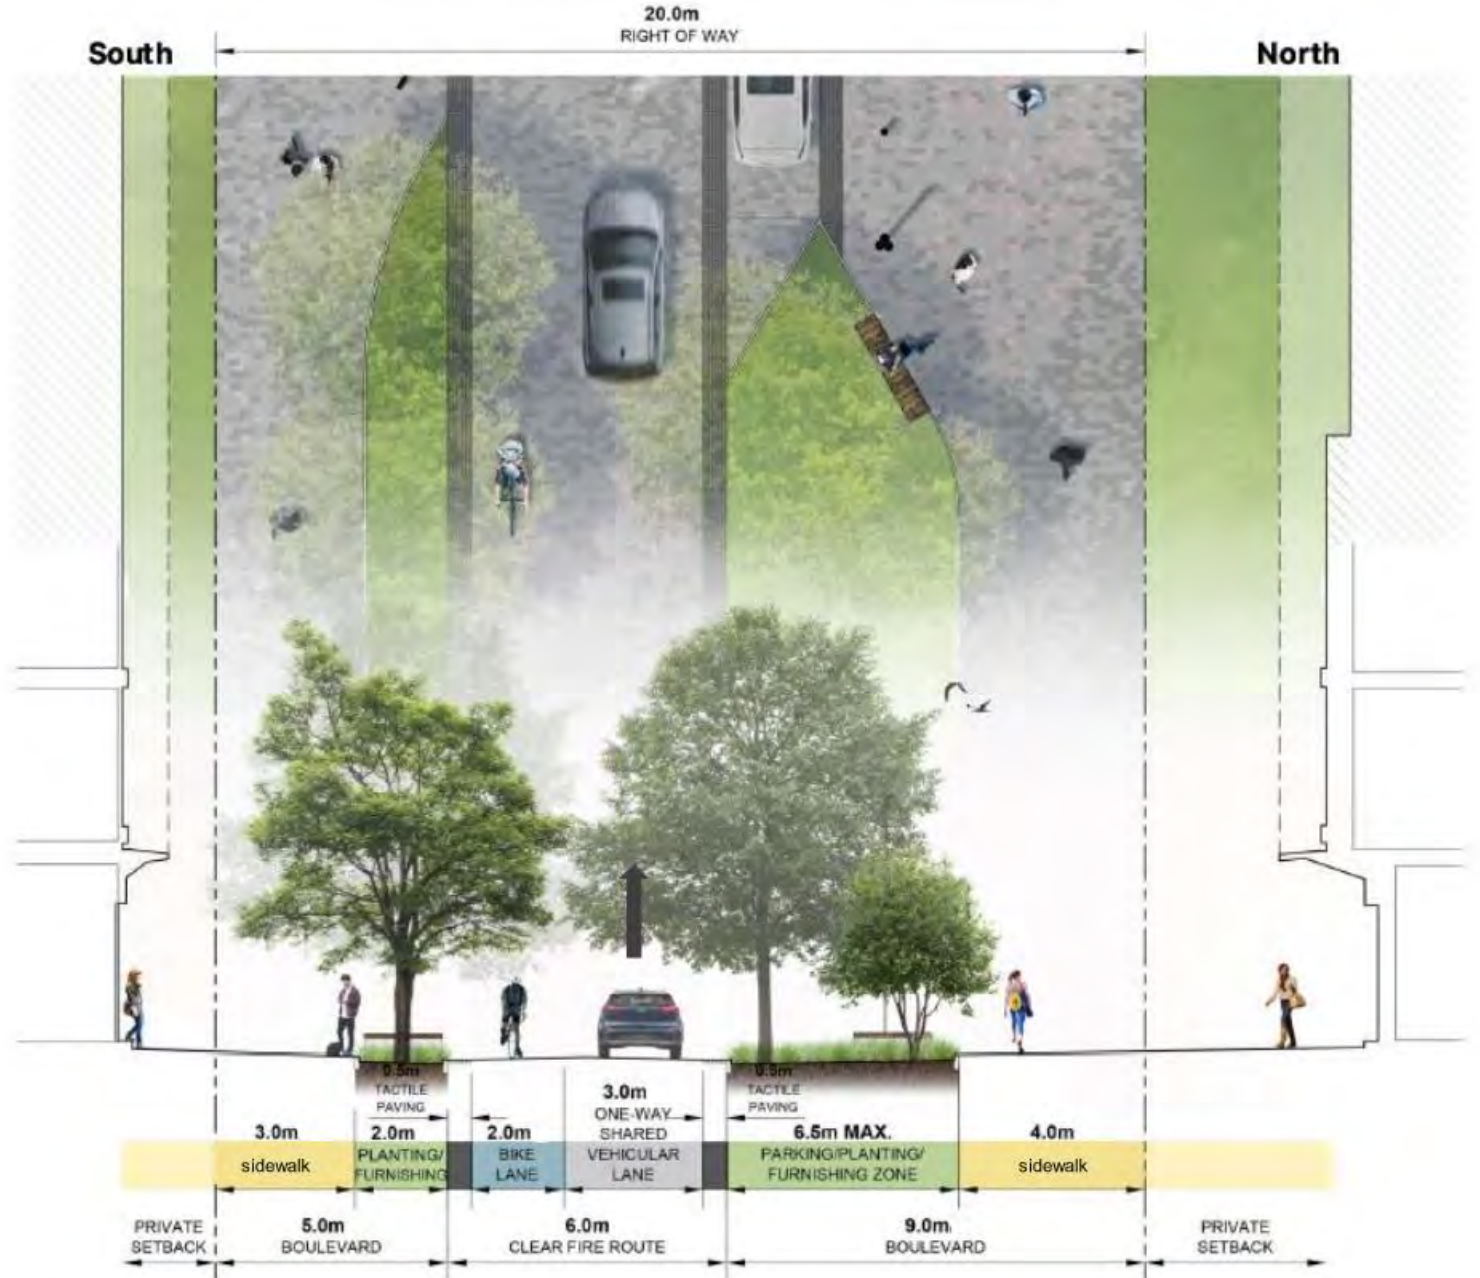 20.0m
RIGHT OF WAY
South
North
0.5m
TACTILE
PAVING
3.0m
ONE-WAY
SHARED
VEHICULAR
LANE
0.5m
TACTILE
PAVING
3.0m
sidewalk
2.0m
PLANTING/
FURNISHING
2.0m
BIKE
LANE
6.5m MAX.
PARKING/PLANTING/
FURNISHING ZONE
4.0m
sidewalk
PRIVATE
SETBACK
5.0m
BOULEVARD
6.0m
CLEAR FIRE ROUTE
9.0m
BOULEVARD
PRIVATE
SETBACK